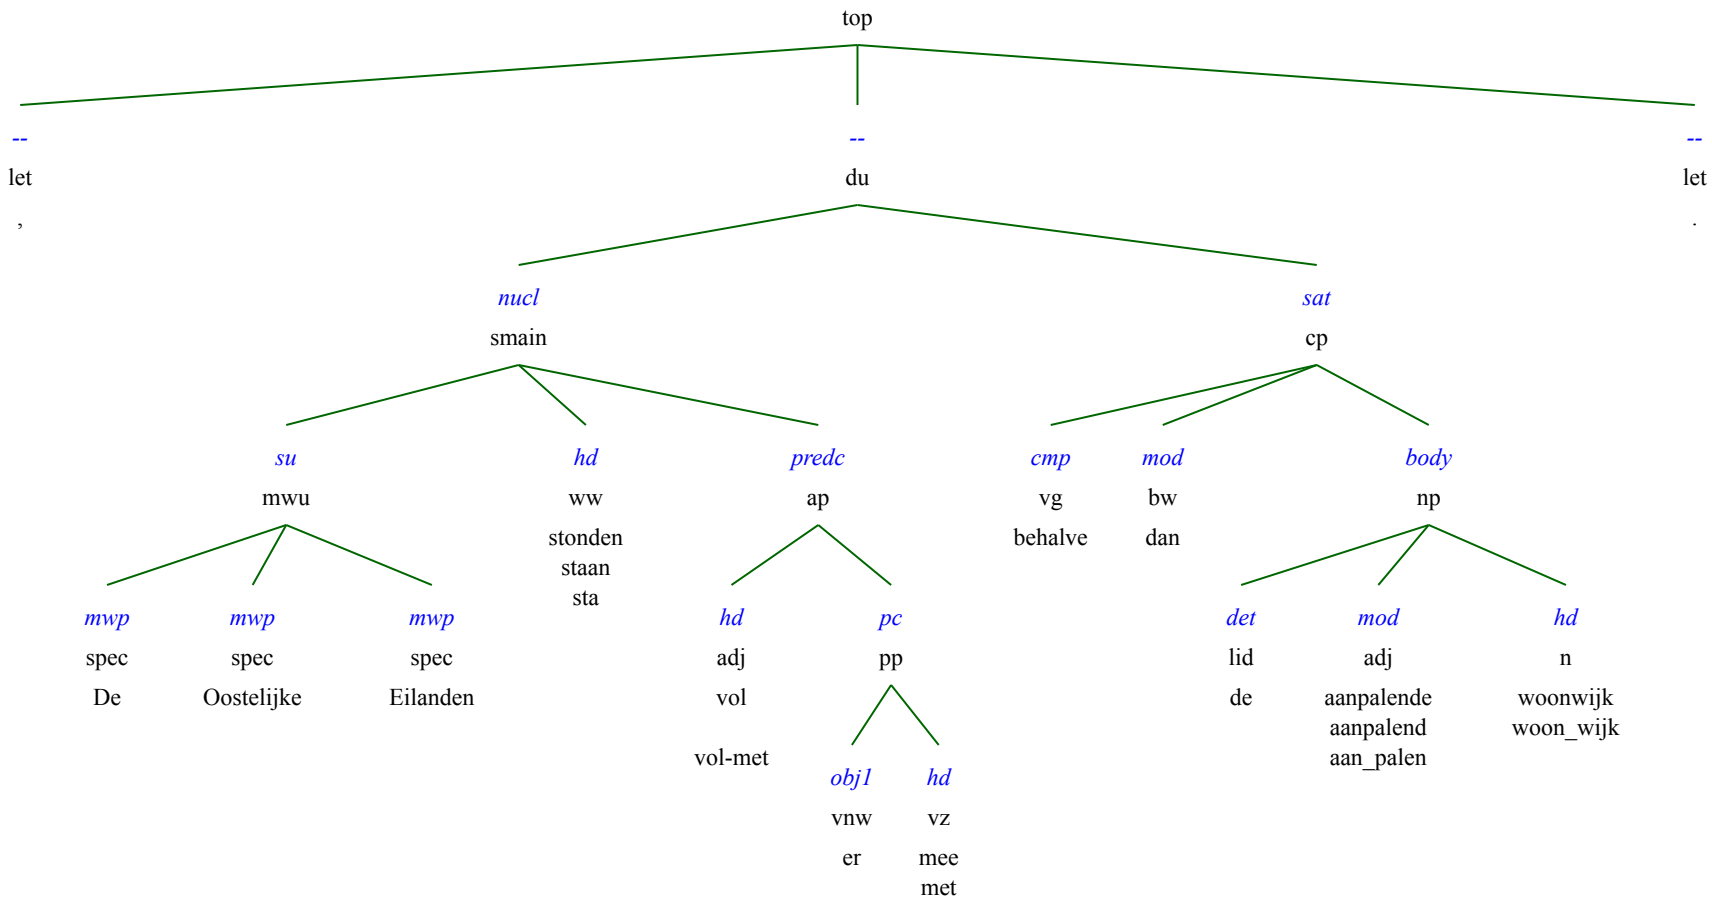 top
-- -- --
let du let
, .
nucl sat
smain cp
su hd predc cmp mod body
mwu ww ap vg bw np
stonden behalve dan
staan
sta
mwp mwp mwp hd pc det mod hd
spec spec spec adj pp lid adj n
De Oostelijke Eilanden vol de aanpalende woonwijk
aanpalend woon_wijk
vol-met aan_palen
obj1 hd
vnw vz
er mee
met